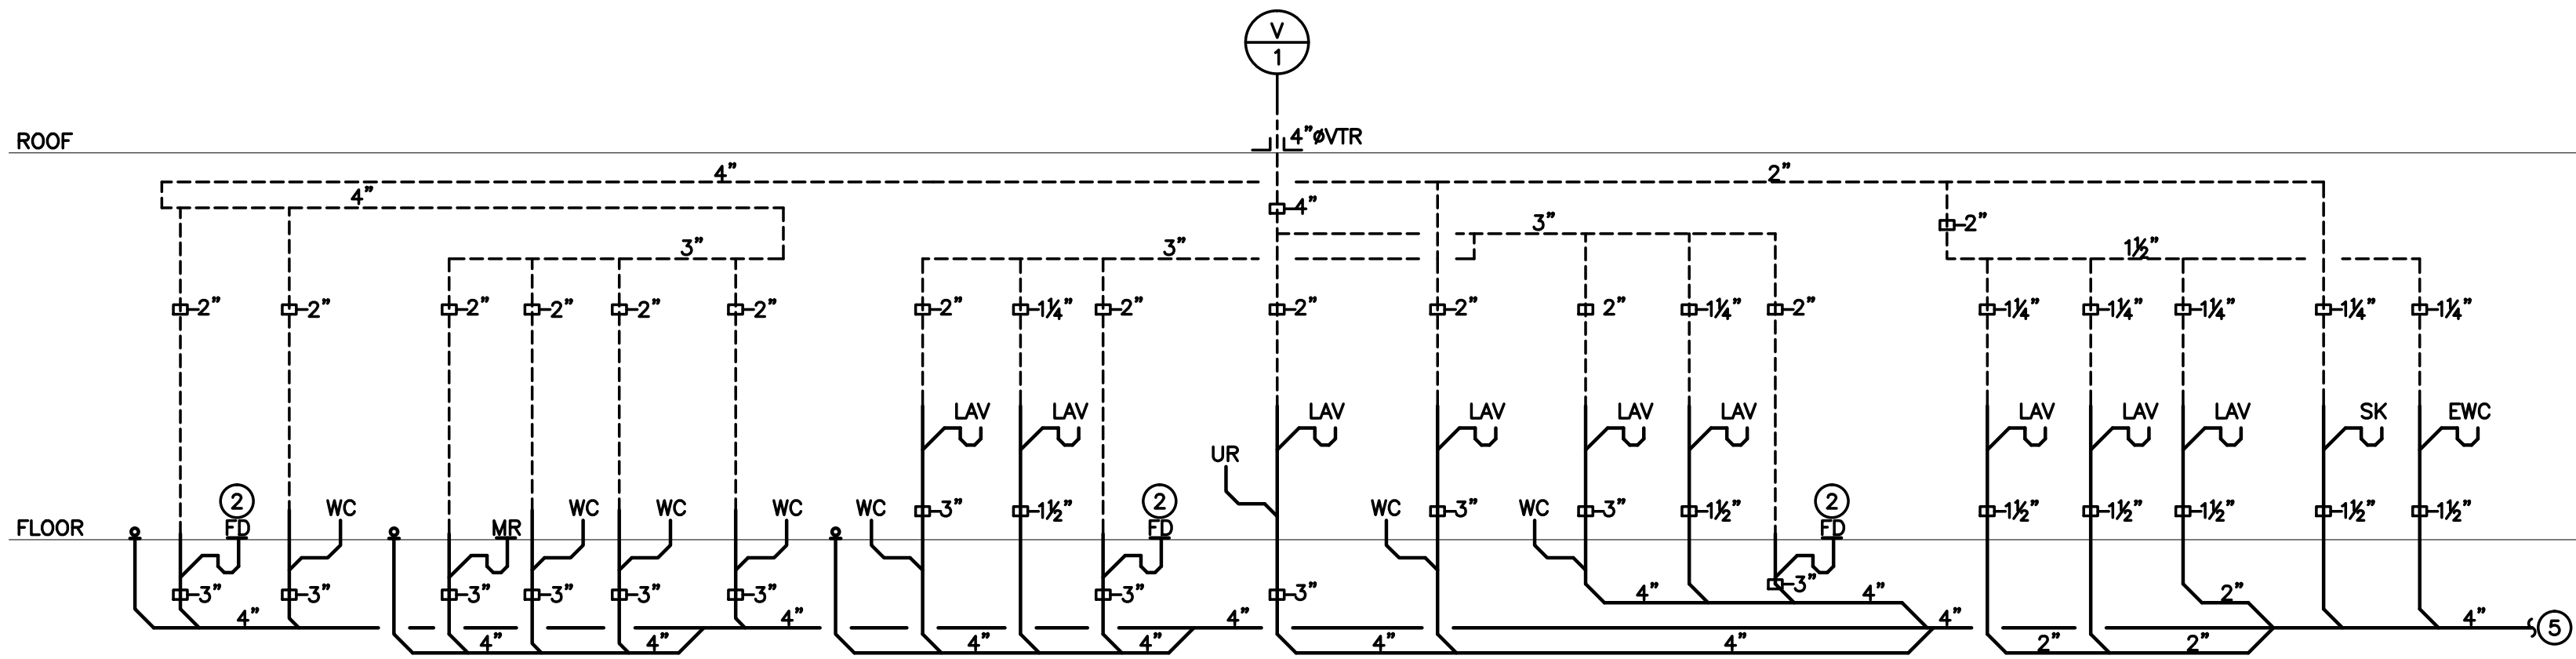 V
1
ROOF
4"øVTR
4" 2"
4" 4" 2"
3" 3" 3" 1½"
2" 2" 2" 2" 2" 2" 2" 1¼" 2" 2" 2" 2" 1¼" 2" 1¼" 1¼" 1¼" 1¼" 1¼"
LAV LAV LAV LAV LAV LAV LAV LAV LAV SK EWC
UR
2 WC WC WC WC WC 3" 1½" 2 WC 3" WC 3" 1½" 2 1½" 1½" 1½" 1½" 1½"
FLOOR FD MR FD FD
3" 3" 3" 3" 3" 3" 3" 3" 3"
4" 4" 4" 4" 4" 4" 2" 4" 5
4" 4" 4" 4" 4" 4" 2" 2"